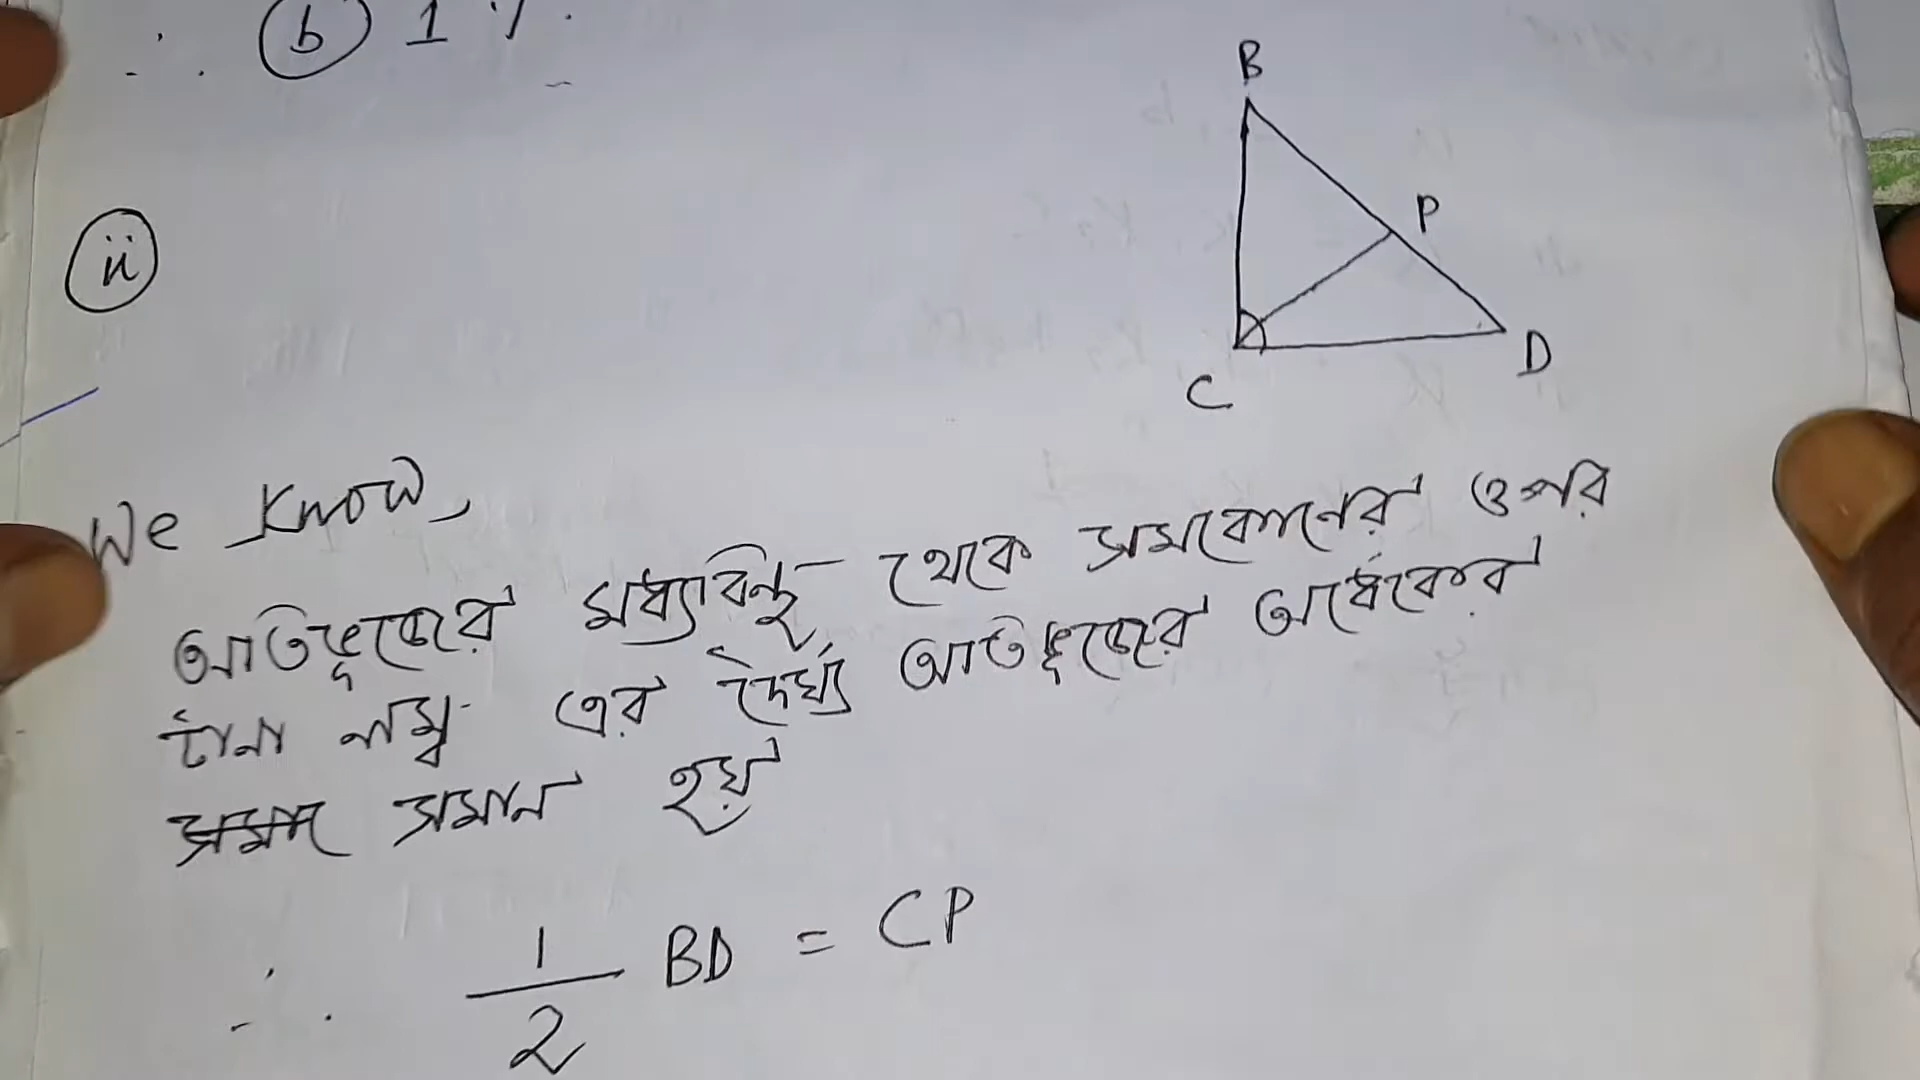 ∴ (b) 1 %
B
P
(ii)
D
C
We Know,
অতিভূজের মধ্যবিন্দু থেকে সমকোনের ওপর
টানা লম্ব এর দৈর্ঘ্য অতিভূজের অর্ধেকের
সমান হয়
∴ 1/2 BD = CP